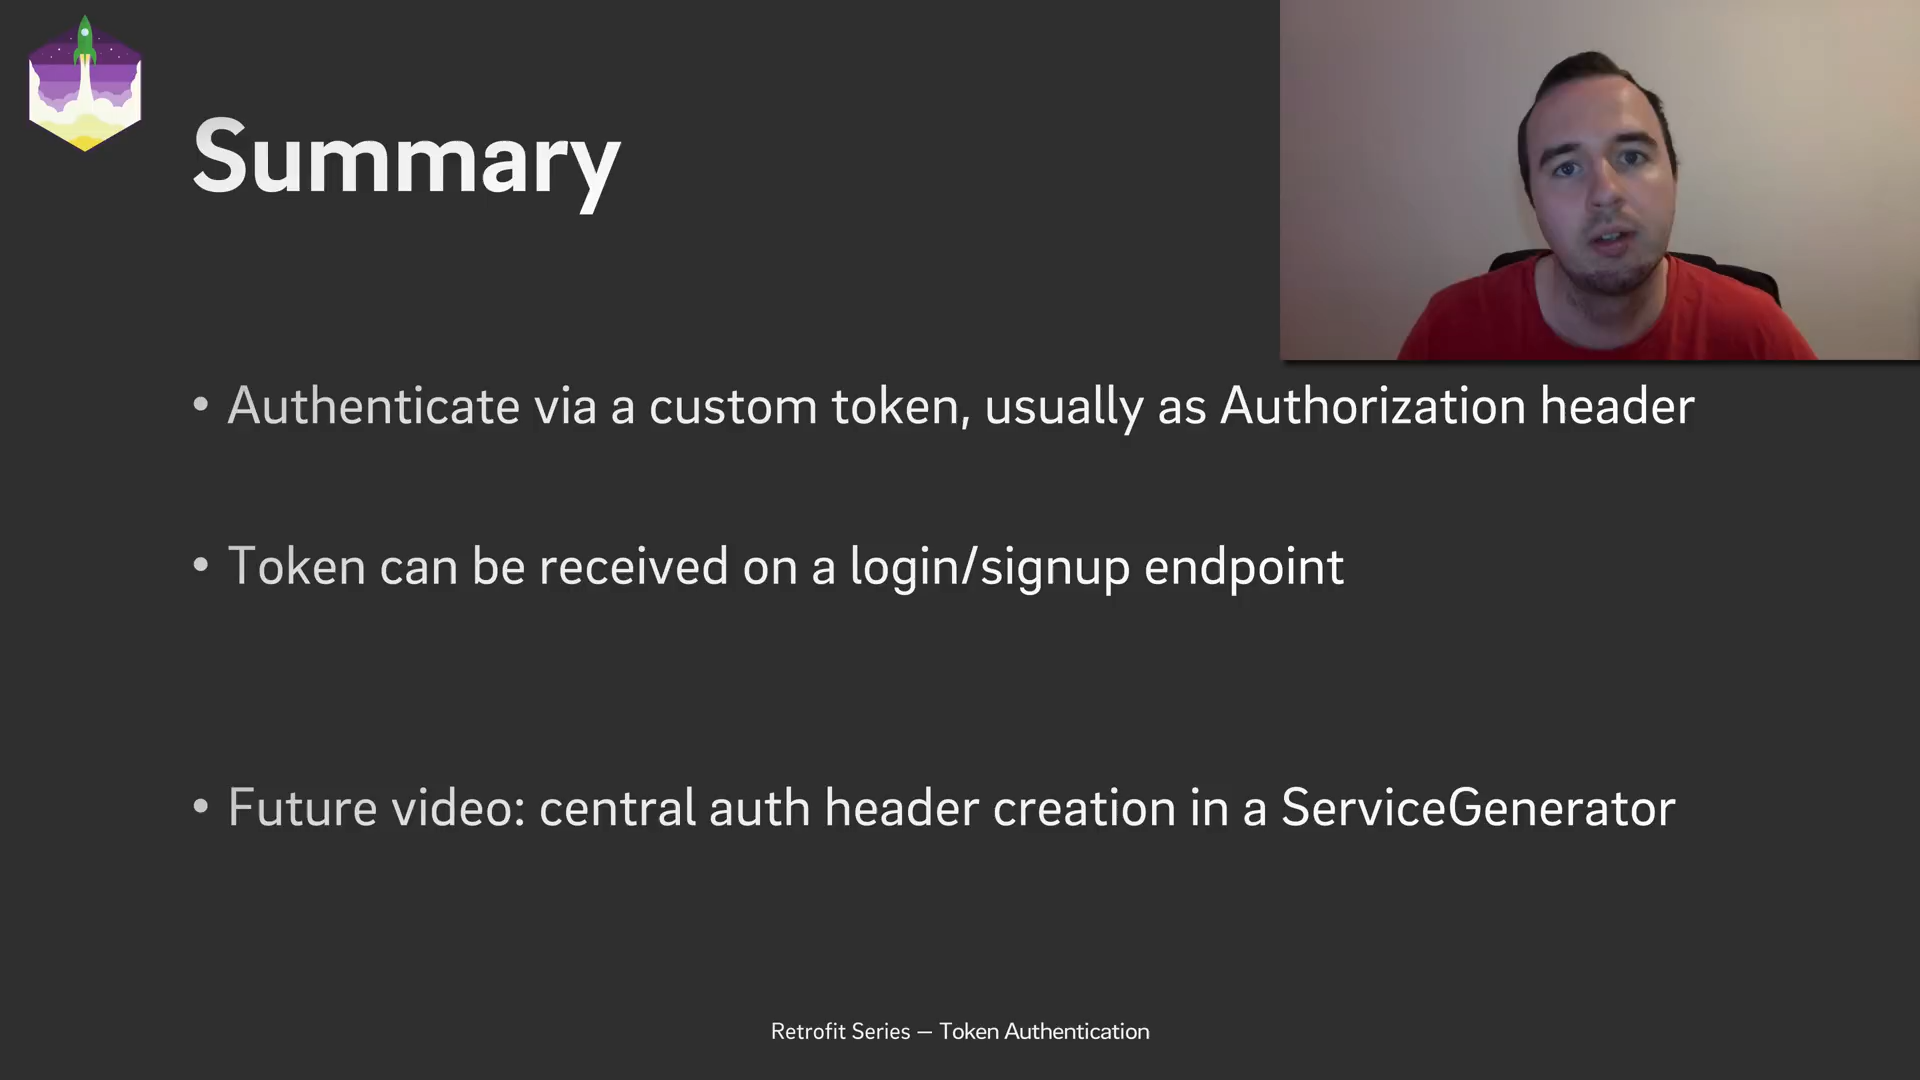 Summary
• Authenticate via a custom token, usually as Authorization header
• Token can be received on a login/signup endpoint
• Future video: central auth header creation in a ServiceGenerator
Retrofit Series — Token Authentication